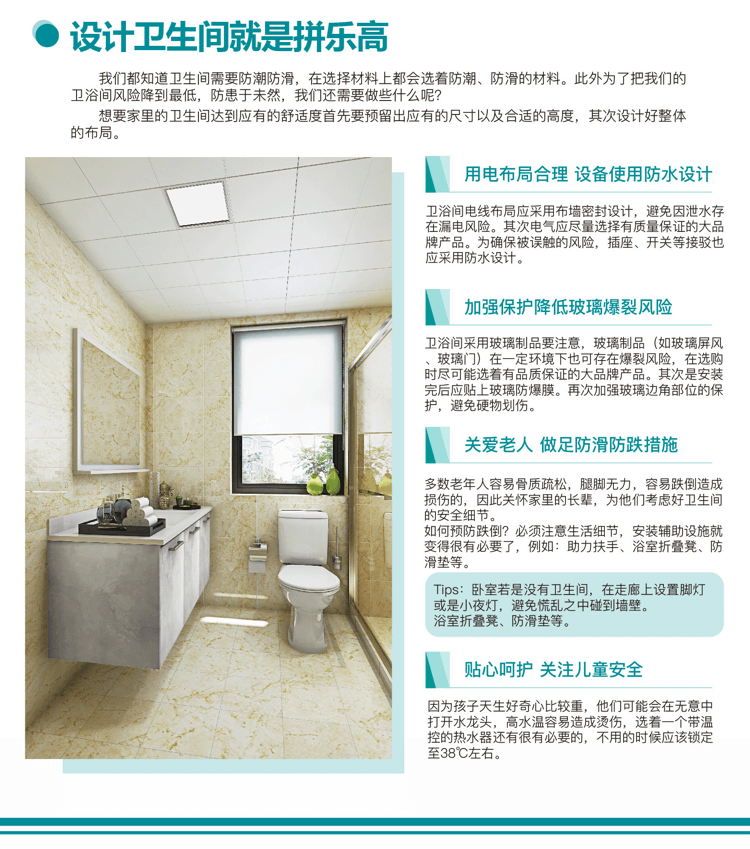 设计卫生间就是拼乐高
我们都知道卫生间需要防潮防滑，在选择材料上都会选着防潮、防滑的材料。此外为了把我们的
卫浴间风险降到最低，防患于未然，我们还需要做些什么呢？
想要家里的卫生间达到应有的舒适度首先要预留出应有的尺寸以及合适的高度，其次设计好整体
的布局。
用电布局合理 设备使用防水设计
卫浴间电线布局应采用布墙密封设计，避免因泄水存
在漏电风险。其次电气应尽量选择有质量保证的大品
牌产品。为确保被误触的风险，插座、开关等接驳也
应采用防水设计。
加强保护降低玻璃爆裂风险
卫浴间采用玻璃制品要注意，玻璃制品（如玻璃屏风
、玻璃门）在一定环境下也可存在爆裂风险，在选购
时尽可能选着有品质保证的大品牌产品。其次是安装
完后应贴上玻璃防爆膜。再次加强玻璃边角部位的保
护，避免硬物划伤。
关爱老人 做足防滑防跌措施
多数老年人容易骨质疏松，腿脚无力，容易跌倒造成
损伤的，因此关怀家里的长辈，为他们考虑好卫生间
的安全细节。
如何预防跌倒？必须注意生活细节，安装辅助设施就
变得很有必要了，例如：助力扶手、浴室折叠凳、防
滑垫等。
Tips：卧室若是没有卫生间，在走廊上设置脚灯
或是小夜灯，避免慌乱之中碰到墙壁。
浴室折叠凳、防滑垫等。
贴心呵护 关注儿童安全
因为孩子天生好奇心比较重，他们可能会在无意中
打开水龙头，高水温容易造成烫伤，选着一个带温
控的热水器还有很有必要的，不用的时候应该锁定
至38℃左右。